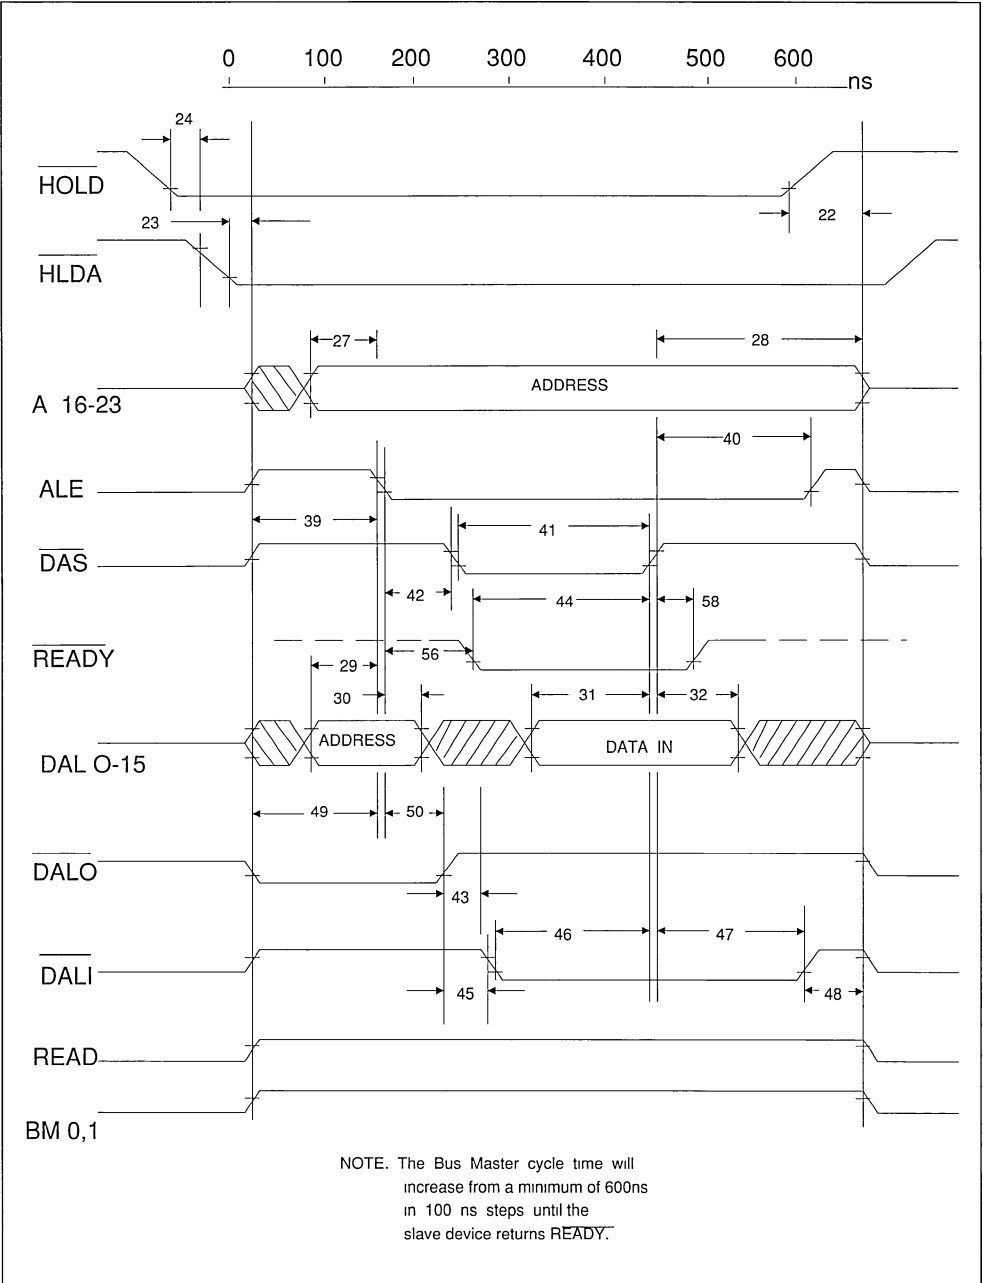 0 100 200 300 400 500 600
ns
24
HOLD
23
22
HLDA
27
28
ADDRESS
A 16-23
40
ALE
39
41
DAS
42
44
58
READY
56
29
30
31
32
ADDRESS
DATA IN
DAL O-15
49
50
DALO
43
46
47
DALI
45
48
READ
BM 0,1
NOTE. The Bus Master cycle time will
increase from a minimum of 600ns
in 100 ns steps until the
slave device returns READY.